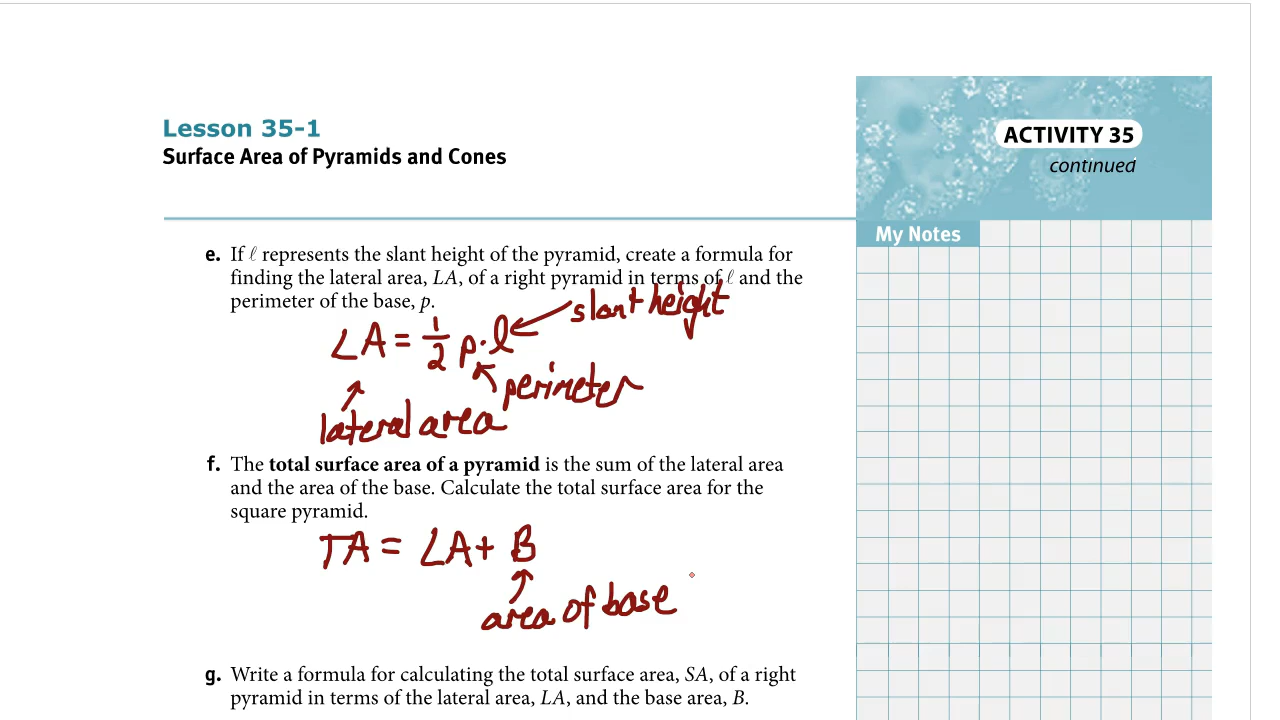 Lesson 35-1
Surface Area of Pyramids and Cones
ACTIVITY 35
continued
My Notes
e. If ℓ represents the slant height of the pyramid, create a formula for
finding the lateral area, LA, of a right pyramid in terms of ℓ and the
perimeter of the base, p.
slant height
LA = 1/2 p · l
perimeter
lateral area
f. The total surface area of a pyramid is the sum of the lateral area
and the area of the base. Calculate the total surface area for the
square pyramid.
TA = LA + B
area of base
g. Write a formula for calculating the total surface area, SA, of a right
pyramid in terms of the lateral area, LA, and the base area, B.